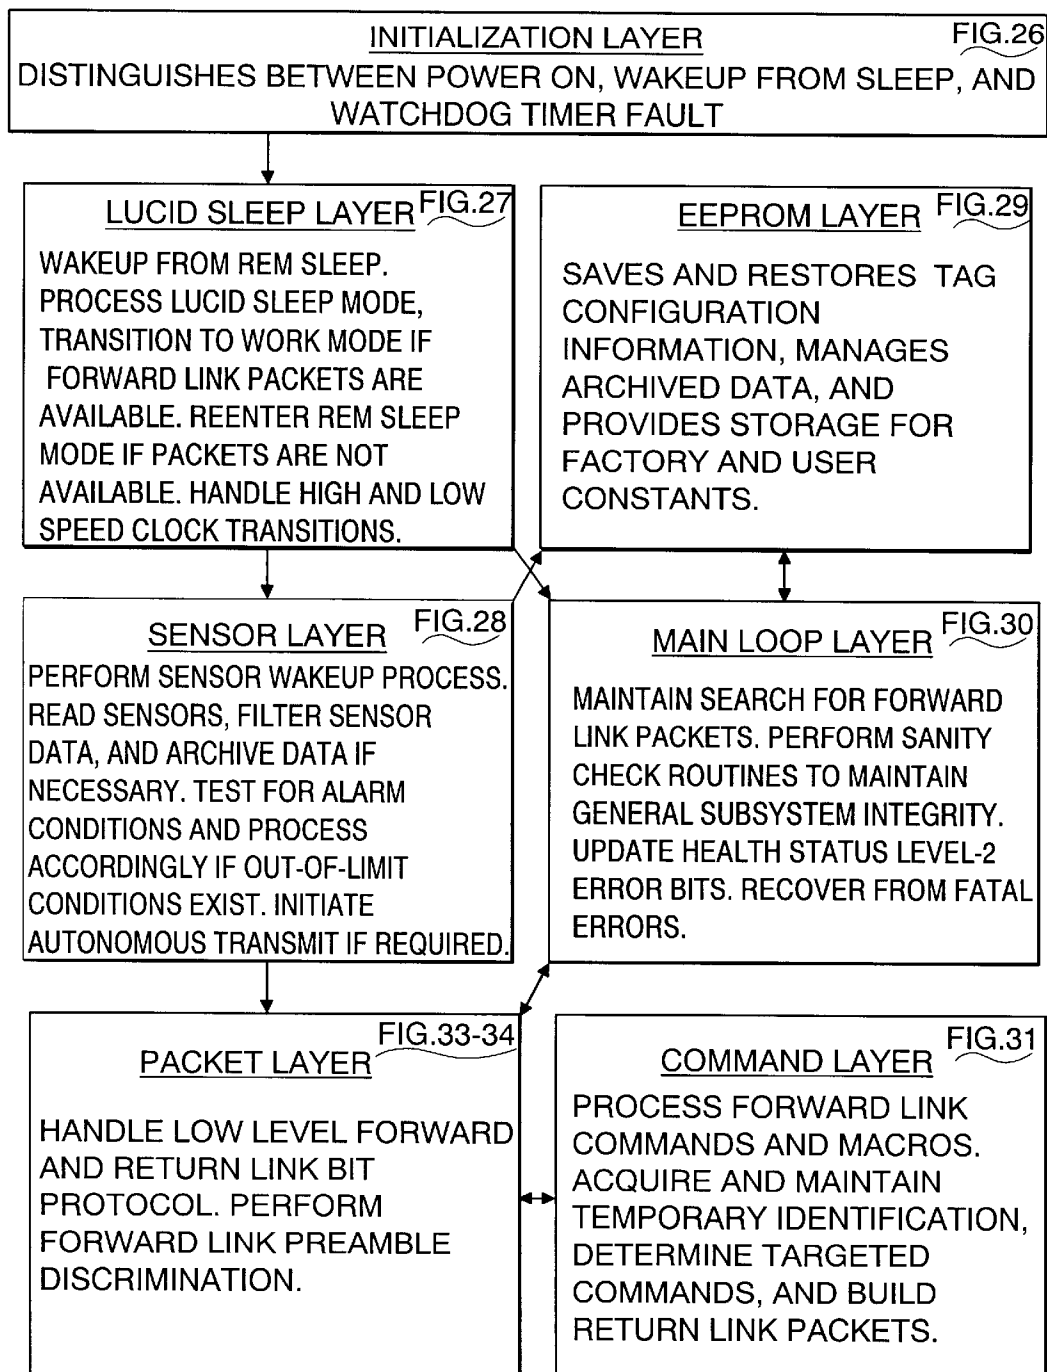 INITIALIZATION LAYER
FIG.26
DISTINGUISHES BETWEEN POWER ON, WAKEUP FROM SLEEP, AND
WATCHDOG TIMER FAULT
LUCID SLEEP LAYER
FIG.27
WAKEUP FROM REM SLEEP.
PROCESS LUCID SLEEP MODE,
TRANSITION TO WORK MODE IF
FORWARD LINK PACKETS ARE
AVAILABLE. REENTER REM SLEEP
MODE IF PACKETS ARE NOT
AVAILABLE. HANDLE HIGH AND LOW
SPEED CLOCK TRANSITIONS.
EEPROM LAYER
FIG.29
SAVES AND RESTORES TAG
CONFIGURATION
INFORMATION, MANAGES
ARCHIVED DATA, AND
PROVIDES STORAGE FOR
FACTORY AND USER
CONSTANTS.
SENSOR LAYER
FIG.28
PERFORM SENSOR WAKEUP PROCESS.
READ SENSORS, FILTER SENSOR
DATA, AND ARCHIVE DATA IF
NECESSARY. TEST FOR ALARM
CONDITIONS AND PROCESS
ACCORDINGLY IF OUT-OF-LIMIT
CONDITIONS EXIST. INITIATE
AUTONOMOUS TRANSMIT IF REQUIRED.
MAIN LOOP LAYER
FIG.30
MAINTAIN SEARCH FOR FORWARD
LINK PACKETS. PERFORM SANITY
CHECK ROUTINES TO MAINTAIN
GENERAL SUBSYSTEM INTEGRITY.
UPDATE HEALTH STATUS LEVEL-2
ERROR BITS. RECOVER FROM FATAL
ERRORS.
PACKET LAYER
FIG.33-34
HANDLE LOW LEVEL FORWARD
AND RETURN LINK BIT
PROTOCOL. PERFORM
FORWARD LINK PREAMBLE
DISCRIMINATION.
COMMAND LAYER
FIG.31
PROCESS FORWARD LINK
COMMANDS AND MACROS.
ACQUIRE AND MAINTAIN
TEMPORARY IDENTIFICATION,
DETERMINE TARGETED
COMMANDS, AND BUILD
RETURN LINK PACKETS.